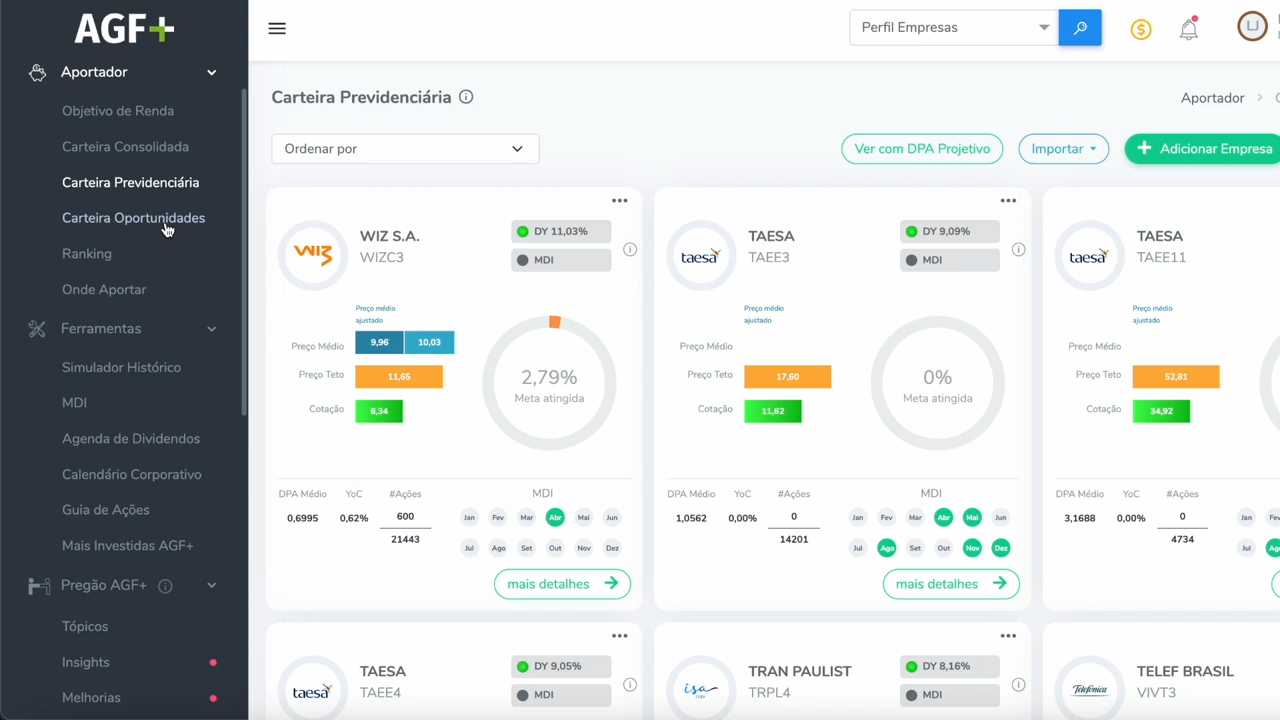 AGF+
Aportador
Objetivo de Renda
Carteira Consolidada
Carteira Previdenciária
Carteira Oportunidades
Ranking
Onde Aportar
Ferramentas
Simulador Histórico
MDI
Agenda de Dividendos
Calendário Corporativo
Guia de Ações
Mais Investidas AGF+
Pregão AGF+
Tópicos
Insights
Melhorias
Perfil Empresas
Carteira Previdenciária
Aportador
Ordenar por
Ver com DPA Projetivo
Importar
+ Adicionar Empresa
WIZ
WIZ S.A.
WIZC3
DY 11,03%
MDI
Preço médio
ajustado
Preço Médio 9,96 10,03
Preço Teto 11,65
Cotação 6,34
2,79%
Meta atingida
DPA Médio YoC #Ações MDI
0,6995 0,62% 600
21443
Jan Fev Mar Abr Mai Jun
Jul Ago Set Out Nov Dez
mais detalhes
taesa
TAESA
TAEE3
DY 9,09%
MDI
Preço médio
ajustado
Preço Médio
Preço Teto 17,60
Cotação 11,62
0%
Meta atingida
DPA Médio YoC #Ações MDI
1,0562 0,00% 0
14201
Jan Fev Mar Abr Mai Jun
Jul Ago Set Out Nov Dez
mais detalhes
taesa
TAESA
TAEE11
Preço médio
ajustado
Preço Médio
Preço Teto 52,81
Cotação 34,92
DPA Médio YoC #Ações
3,1688 0,00% 0
4734
Jan Fev
Jul
taesa
TAESA
TAEE4
DY 9,05%
MDI
isa
TRAN PAULIST
TRPL4
DY 8,16%
MDI
Telefónica
TELEF BRASIL
VIVT3